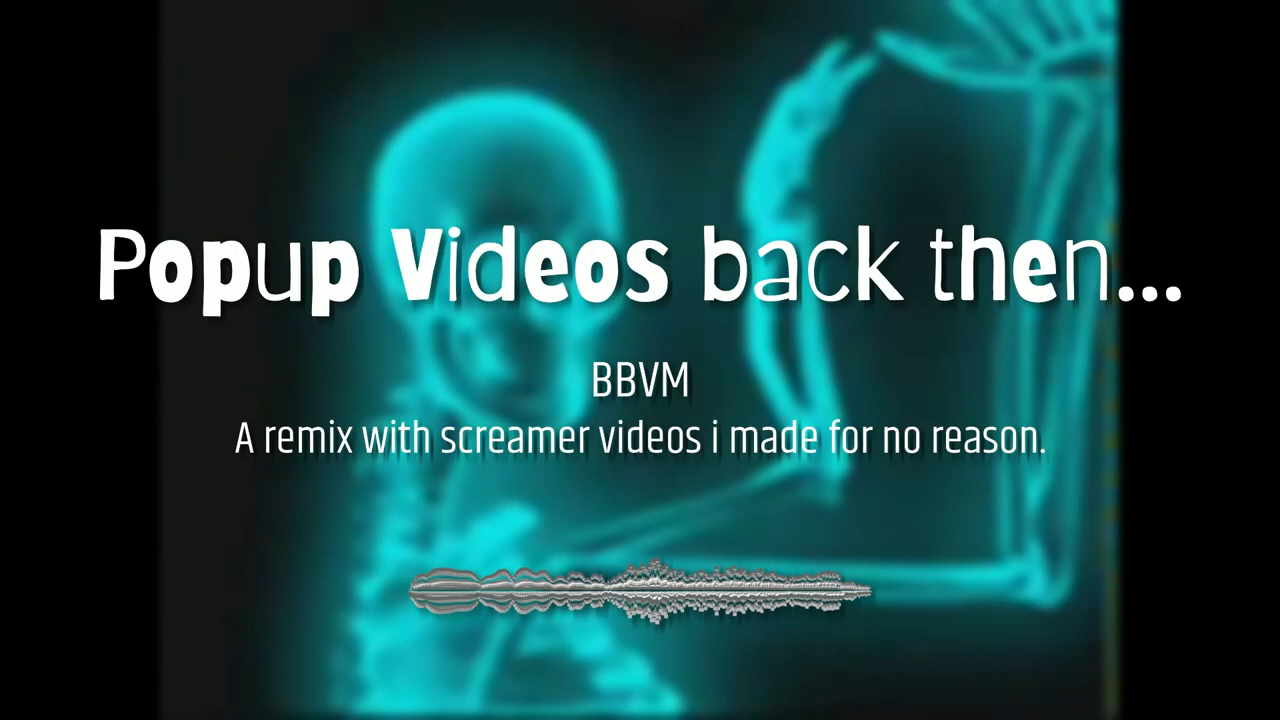 Popup Videos back then...
BBVM
A remix with screamer videos i made for no reason.